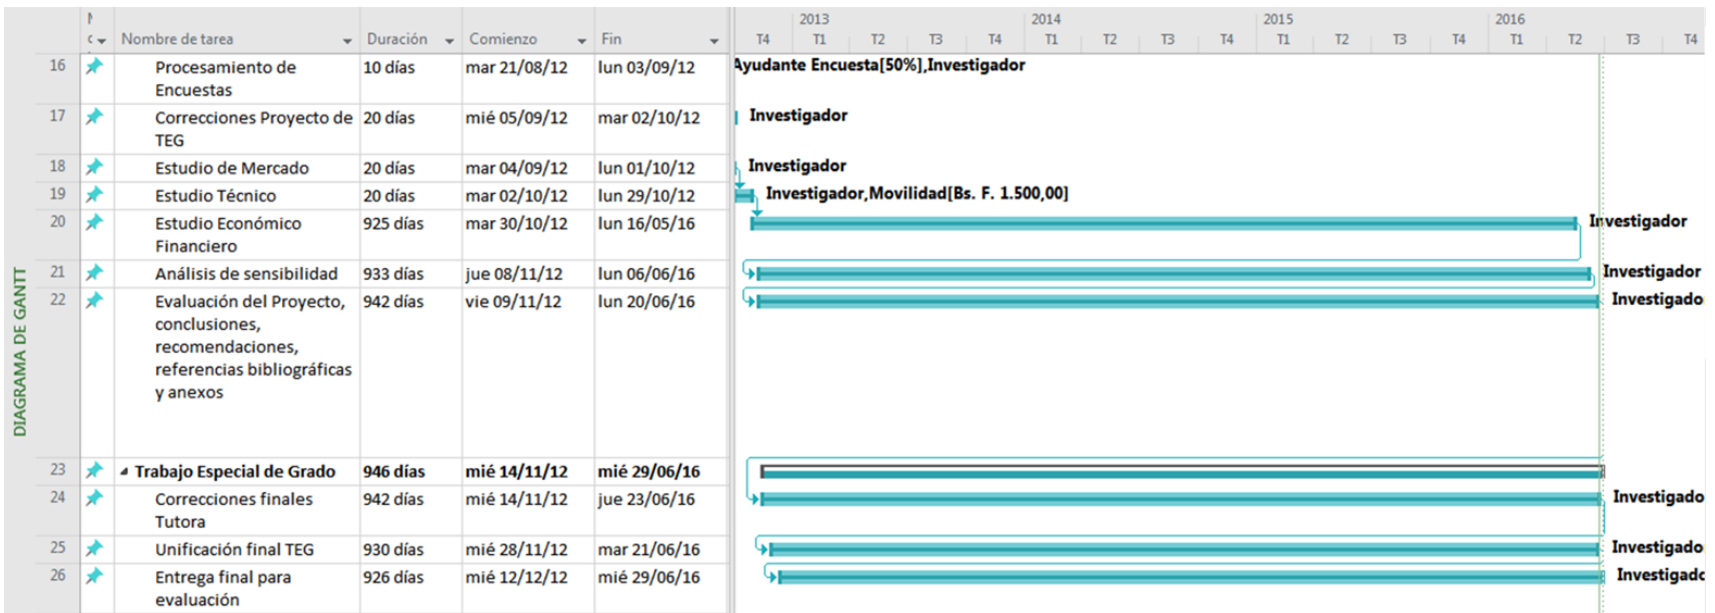 2013 2014 2015 2016
Nombre de tarea Duración Comienzo Fin T4 T1 T2 T3 T4 T1 T2 T3 T4 T1 T2 T3 T4 T1 T2 T3 T4
DIAGRAMA DE GANTT
16 Procesamiento de 10 días mar 21/08/12 lun 03/09/12 Ayudante Encuesta[50%],Investigador
Encuestas
17 Correcciones Proyecto de 20 días mié 05/09/12 mar 02/10/12 Investigador
TEG
18 Estudio de Mercado 20 días mar 04/09/12 lun 01/10/12 Investigador
19 Estudio Técnico 20 días mar 02/10/12 lun 29/10/12 Investigador,Movilidad[Bs. F. 1.500,00]
20 Estudio Económico 925 días mar 30/10/12 lun 16/05/16 Investigador
Financiero
21 Análisis de sensibilidad 933 días jue 08/11/12 lun 06/06/16 Investigador
22 Evaluación del Proyecto, 942 días vie 09/11/12 lun 20/06/16 Investigado
conclusiones,
recomendaciones,
referencias bibliográficas
y anexos
23 Trabajo Especial de Grado 946 días mié 14/11/12 mié 29/06/16
24 Correcciones finales 942 días mié 14/11/12 jue 23/06/16 Investigado
Tutora
25 Unificación final TEG 930 días mié 28/11/12 mar 21/06/16 Investigado
26 Entrega final para 926 días mié 12/12/12 mié 29/06/16 Investigadc
evaluación